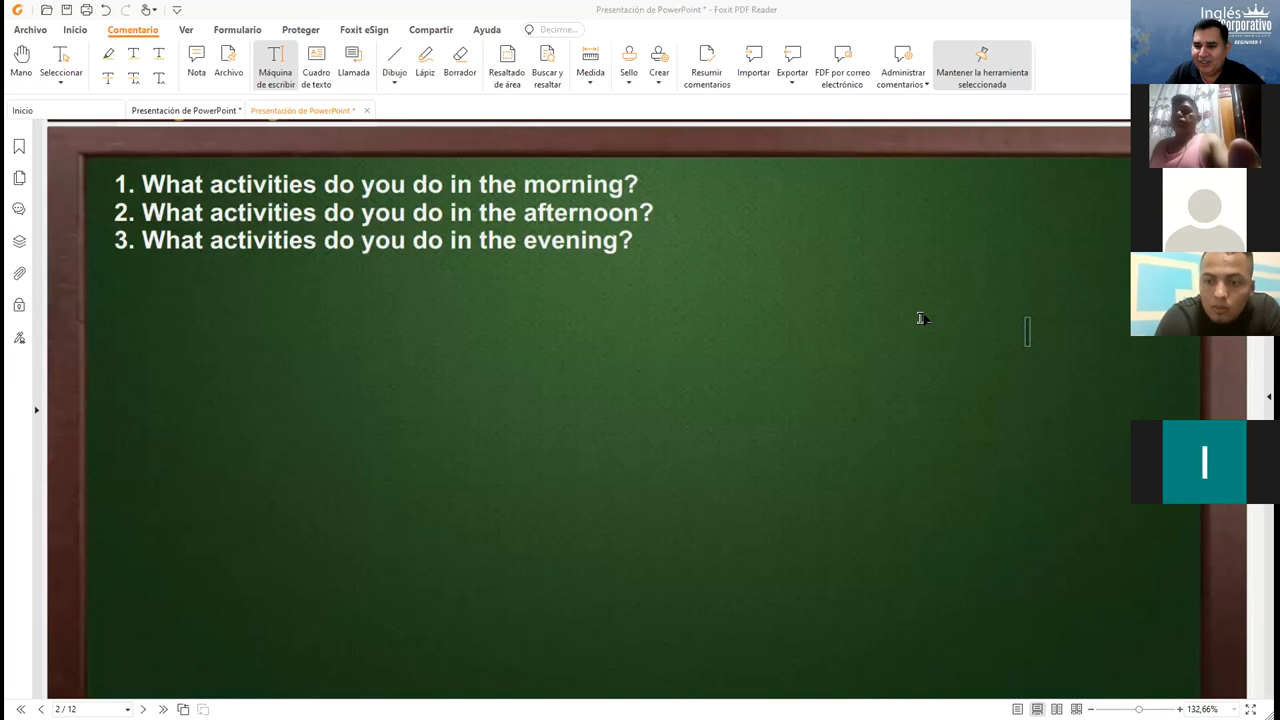 Presentación de PowerPoint * - Foxit PDF Reader
Archivo Inicio Comentario Ver Formulario Proteger Foxit eSign Compartir Ayuda Decirme...
Mano Seleccionar Nota Archivo Máquina de escribir Cuadro de texto Llamada Dibujo Lápiz Borrador Resaltado de área Buscar y resaltar Medida Sello Crear Resumir comentarios Importar Exportar FDP por correo electrónico Administrar comentarios Mantener la herramienta seleccionada
Inicio Presentación de PowerPoint * Presentación de PowerPoint *
Inglés
Corporativo
BEGINNER 1
1. What activities do you do in the morning?
2. What activities do you do in the afternoon?
3. What activities do you do in the evening?
I
2 / 12 132,66%